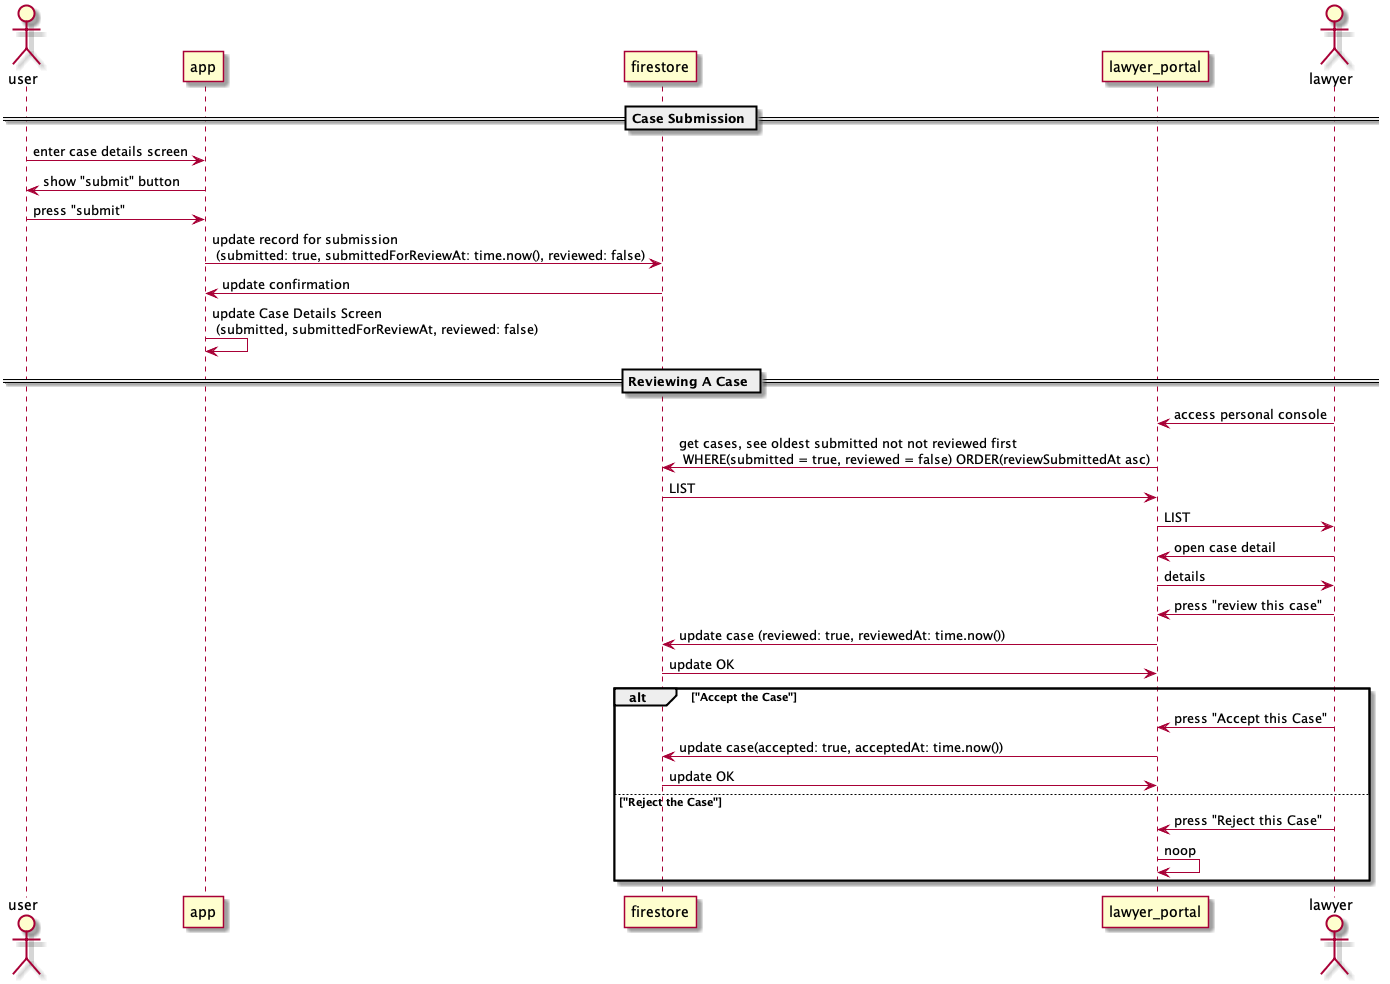 user
app
firestore
lawyer_portal
lawyer
Case Submission
enter case details screen
show "submit" button
press "submit"
update record for submission
(submitted: true, submittedForReviewAt: time.now(), reviewed: false)
update confirmation
update Case Details Screen
(submitted, submittedForReviewAt, reviewed: false)
Reviewing A Case
access personal console
get cases, see oldest submitted not not reviewed first
WHERE(submitted = true, reviewed = false) ORDER(reviewSubmittedAt asc)
LIST
LIST
open case detail
details
press "review this case"
update case (reviewed: true, reviewedAt: time.now())
update OK
alt ["Accept the Case"]
press "Accept this Case"
update case(accepted: true, acceptedAt: time.now())
update OK
["Reject the Case"]
press "Reject this Case"
noop
user
app
firestore
lawyer_portal
lawyer